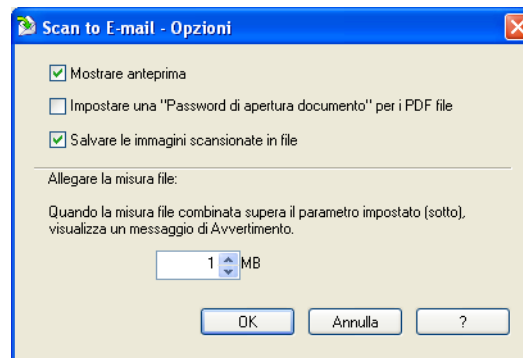 Scan to E-mail - Opzioni
Mostrare anteprima
Impostare una "Password di apertura documento" per i PDF file
Salvare le immagini scansionate in file
Allegare la misura file:
Quando la misura file combinata supera il parametro impostato (sotto),
visualizza un messaggio di Avvertimento.
1 MB
OK Annulla ?